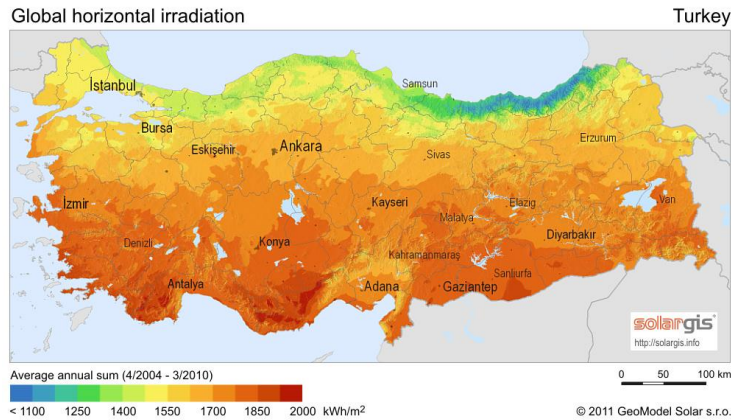 Global horizontal irradiation
Turkey
İstanbul
Samsun
Bursa
Erzurum
Eskişehir
Ankara
Sivas
İzmir
Kayseri
Elazig
Van
Malatya
Denizli
Konya
Diyarbakır
Kahramanmaraş
Sanliurfa
Antalya
Adana
Gaziantep
solargis
http://solargis.info
Average annual sum (4/2004 - 3/2010)
0 50 100 km
< 1100 1250 1400 1550 1700 1850 2000 kWh/m²
© 2011 GeoModel Solar s.r.o.